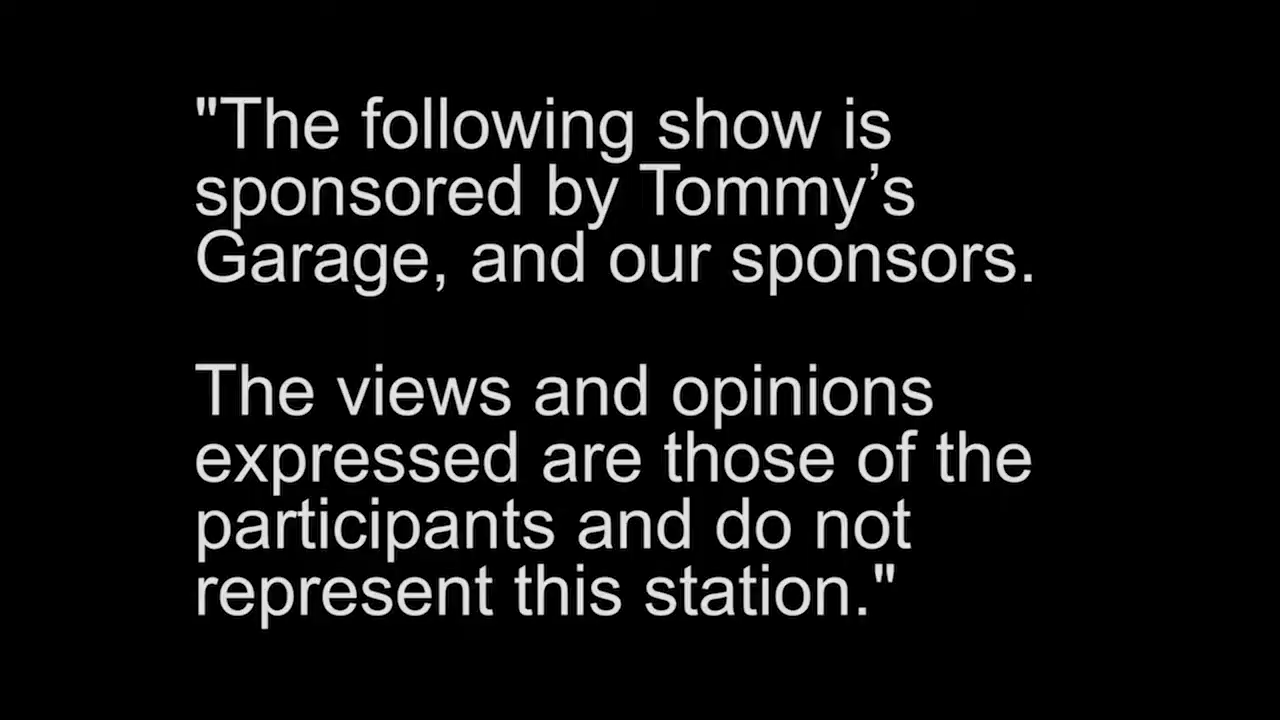 "The following show is
sponsored by Tommy’s
Garage, and our sponsors.
The views and opinions
expressed are those of the
participants and do not
represent this station."